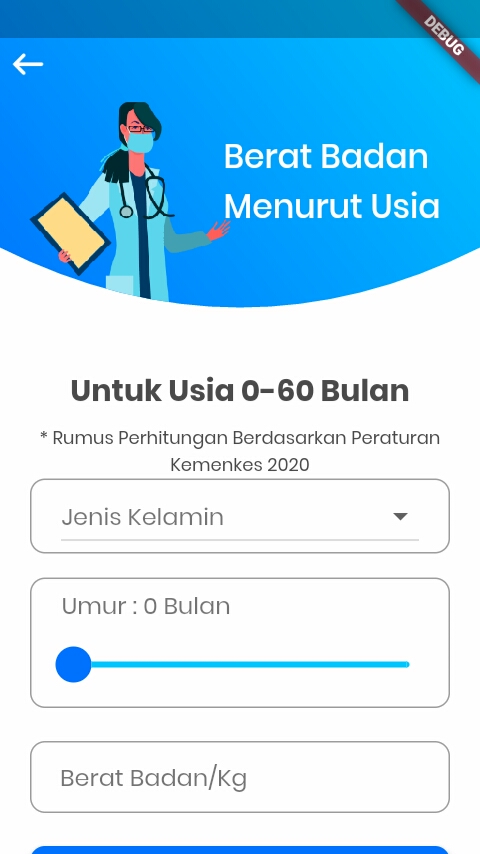 DEBUG
Berat Badan
Menurut Usia
Untuk Usia 0-60 Bulan
* Rumus Perhitungan Berdasarkan Peraturan
Kemenkes 2020
Jenis Kelamin
Umur : 0 Bulan
Berat Badan/Kg